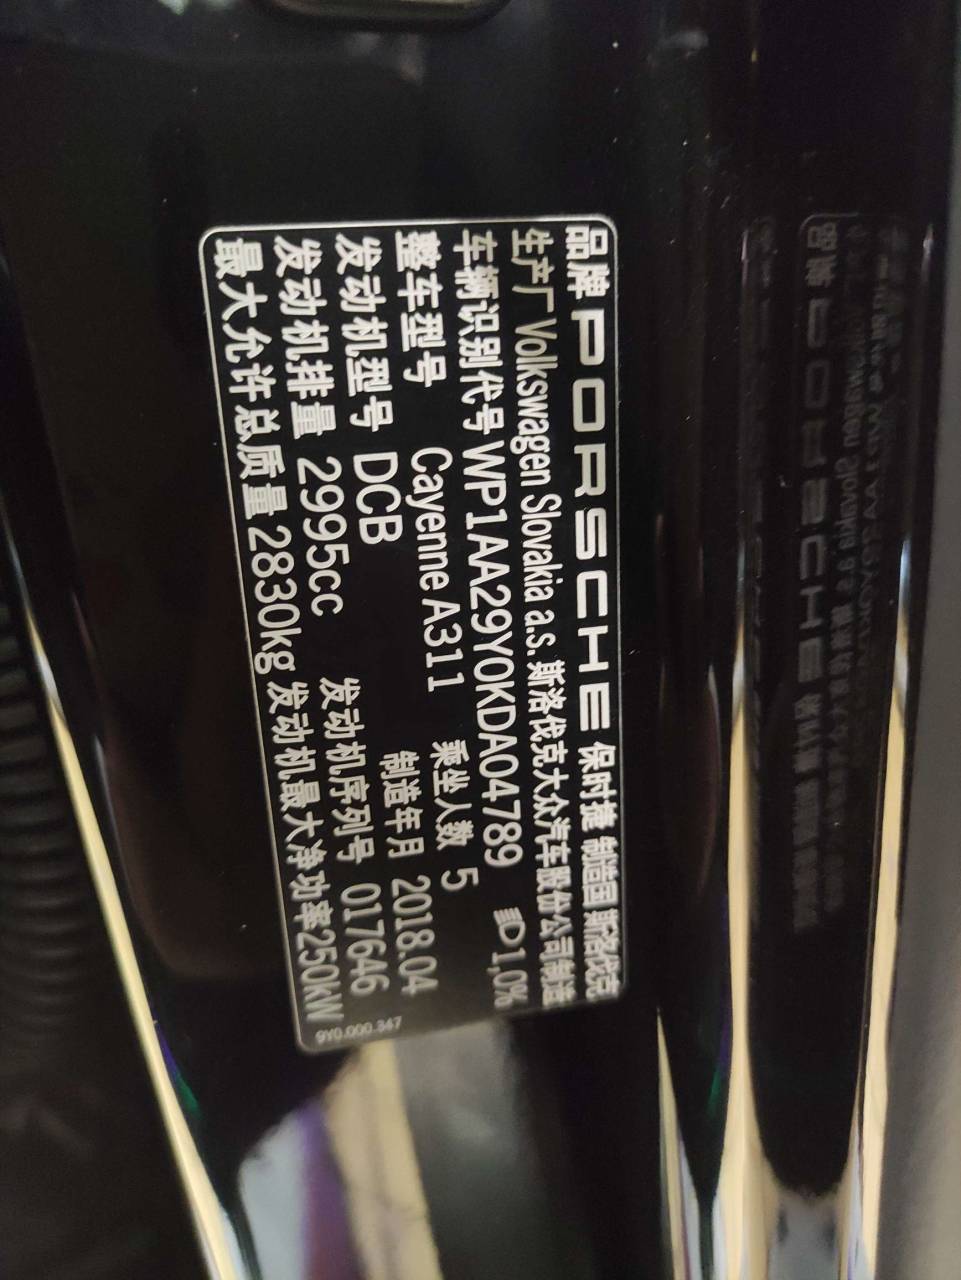 品牌 PORSCHE 保时捷 制造国 斯洛伐克
生产厂 Volkswagen Slovakia a.s. 斯洛伐克大众汽车股份公司制造
车辆识别代号 WP1AA29Y0KDA04789 1,0%
整车型号 Cayenne A311 乘坐人数 5
发动机型号 DCB 制造年月 2018.04
发动机排量 2995cc 发动机序列号 017646
最大允许总质量 2830kg 发动机最大净功率 250kW
9Y0.000.347